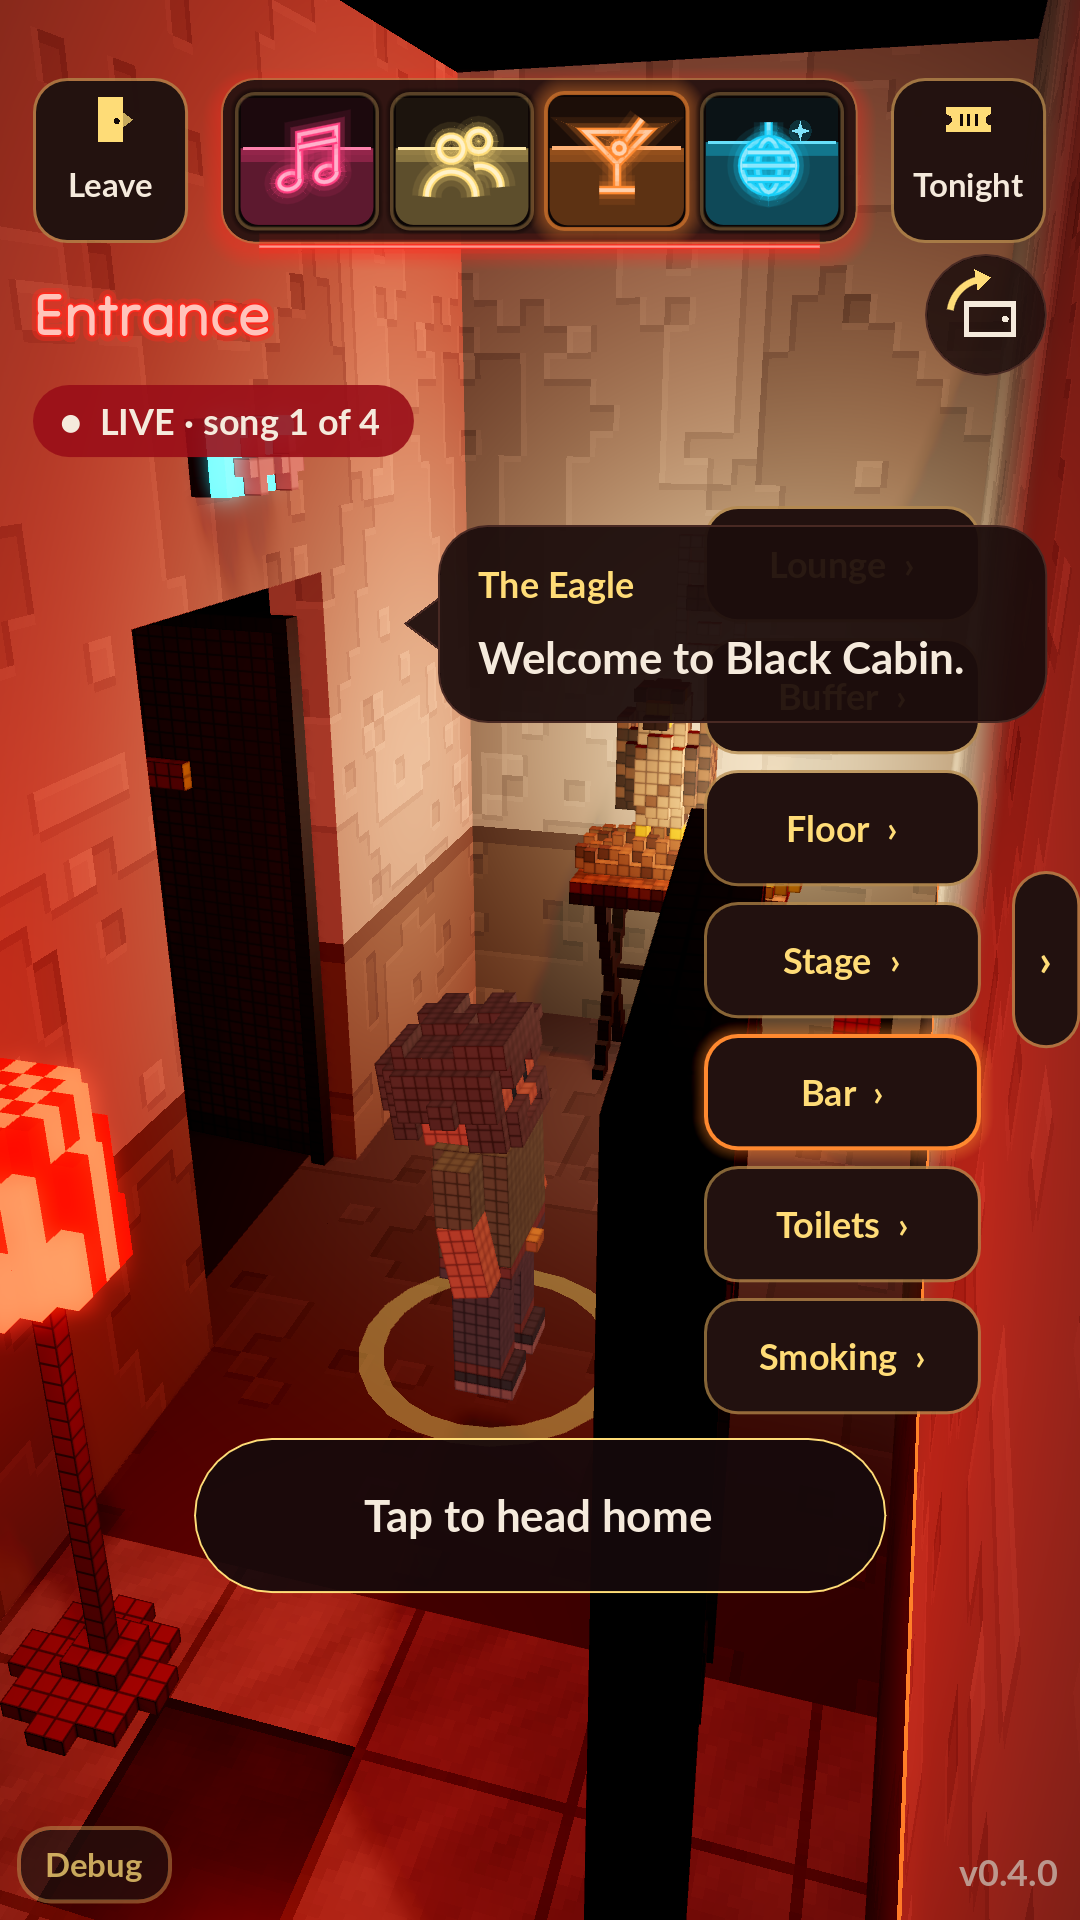 Leave
Tonight
Entrance
LIVE · song 1 of 4
Lounge ›
The Eagle
Welcome to Black Cabin.
Buffer ›
Floor ›
Stage ›
›
Bar ›
Toilets ›
Smoking ›
Tap to head home
Debug
v0.4.0